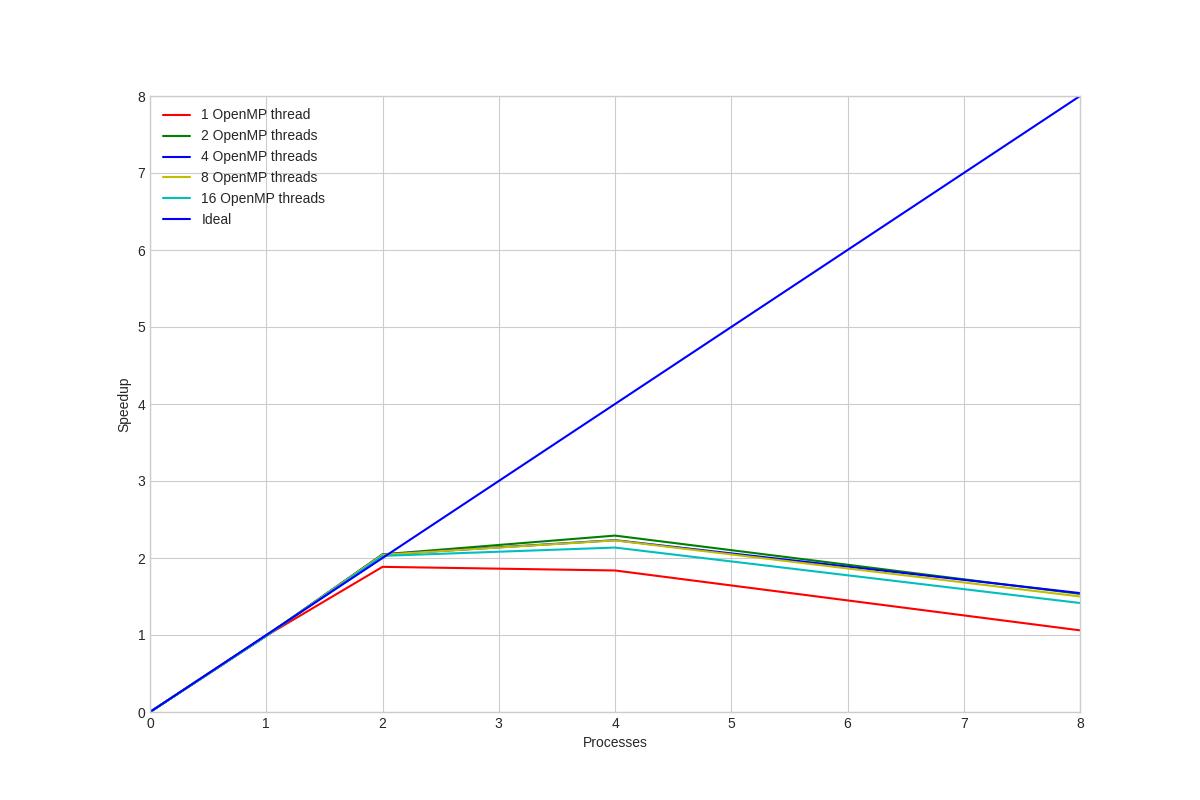 8
7
6
5
4
3
2
1
0
Speedup
1 OpenMP thread
2 OpenMP threads
4 OpenMP threads
8 OpenMP threads
16 OpenMP threads
Ideal
0 1 2 3 4 5 6 7 8
Processes